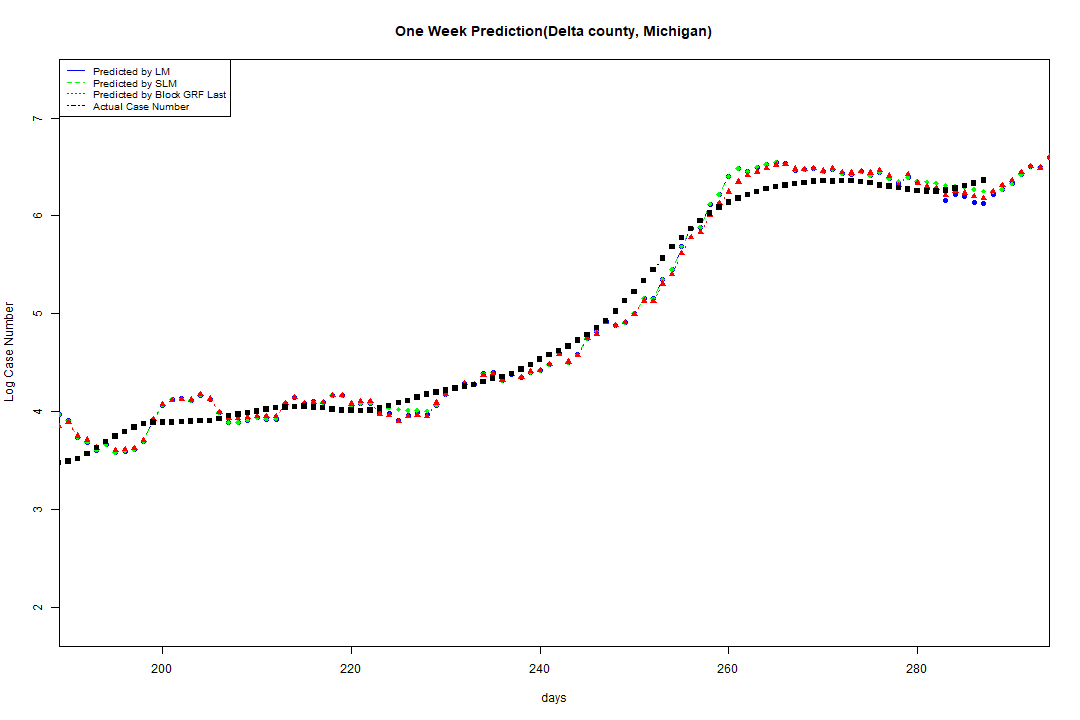 One Week Prediction(Delta county, Michigan)
Predicted by LM
Predicted by SLM
Predicted by Block GRF Last
Actual Case Number
7
6
5
4
3
2
Log Case Number
200 220 240 260 280
days